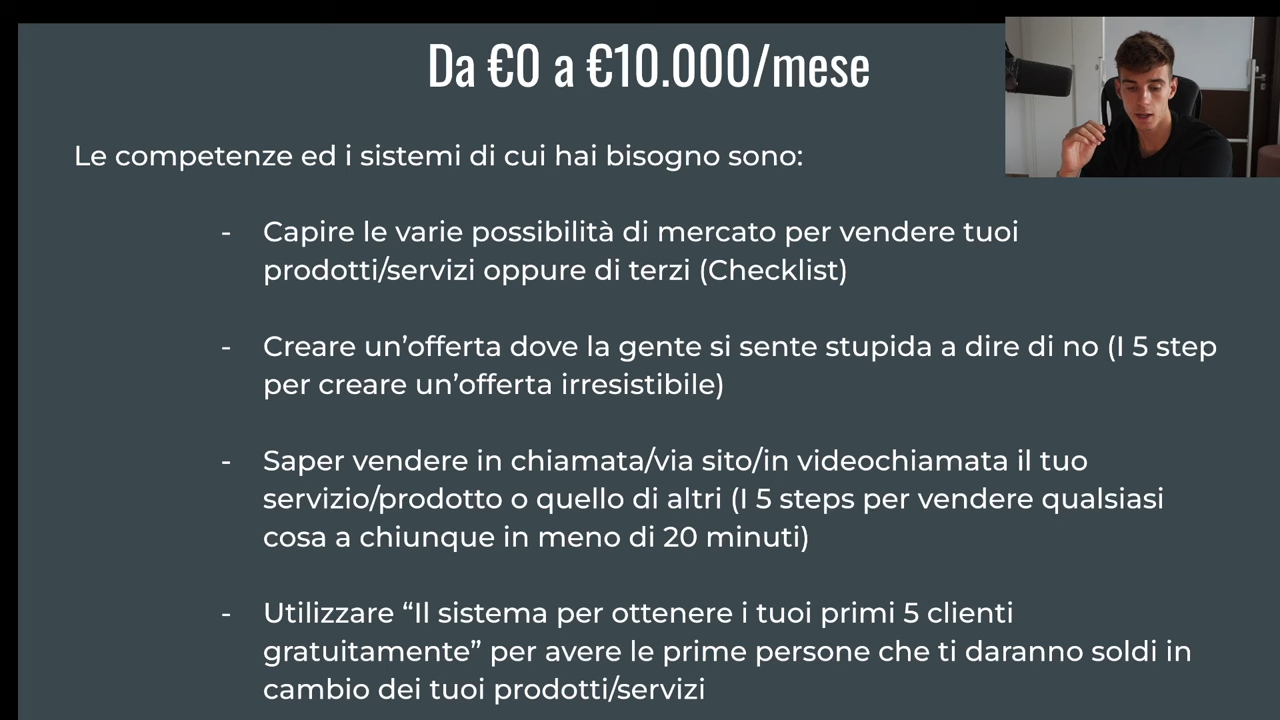 Da €0 a €10.000/mese
Le competenze ed i sistemi di cui hai bisogno sono:
- Capire le varie possibilità di mercato per vendere tuoi
prodotti/servizi oppure di terzi (Checklist)
- Creare un’offerta dove la gente si sente stupida a dire di no (I 5 step
per creare un’offerta irresistibile)
- Saper vendere in chiamata/via sito/in videochiamata il tuo
servizio/prodotto o quello di altri (I 5 steps per vendere qualsiasi
cosa a chiunque in meno di 20 minuti)
- Utilizzare “Il sistema per ottenere i tuoi primi 5 clienti
gratuitamente” per avere le prime persone che ti daranno soldi in
cambio dei tuoi prodotti/servizi